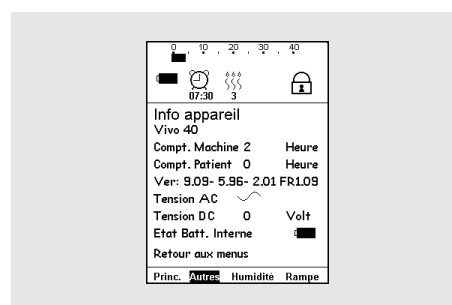 0 10 20 30 40
07:30 3
Info appareil
Vivo 40
Compt. Machine 2 Heure
Compt. Patient 0 Heure
Ver: 9.09- 5.96- 2.01 FR1.09
Tension AC
Tension DC 0 Volt
Etat Batt. Interne
Retour aux menus
Princ. Autres Humidité Rampe